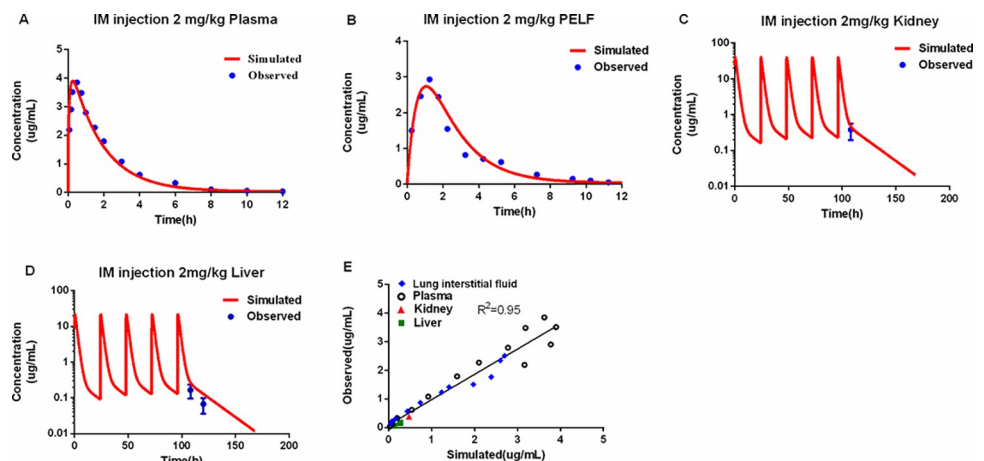 A
IM injection 2 mg/kg Plasma
5
4
3
2
1
0
Concentration
(ug/mL)
Simulated
Observed
0 2 4 6 8 10 12
Time(h)
B
IM injection 2 mg/kg PELF
4
3
2
1
0
Concentration
(ug/mL)
Simulated
Observed
0 2 4 6 8 10 12
Time(h)
C
IM injection 2mg/kg Kidney
100
10
1
0.1
0.01
Concentration
(ug/mL)
Simulated
Observed
0 50 100 150 200
Time(h)
D
IM injection 2mg/kg Liver
100
10
1
0.1
0.01
Concentration
(ug/mL)
Simulated
Observed
0 50 100 150 200
Time(h)
E
5
4
3
2
1
0
Observed(ug/mL)
Lung interstitial fluid
Plasma
Kidney
Liver
R²=0.95
0 1 2 3 4 5
Simulated(ug/mL)